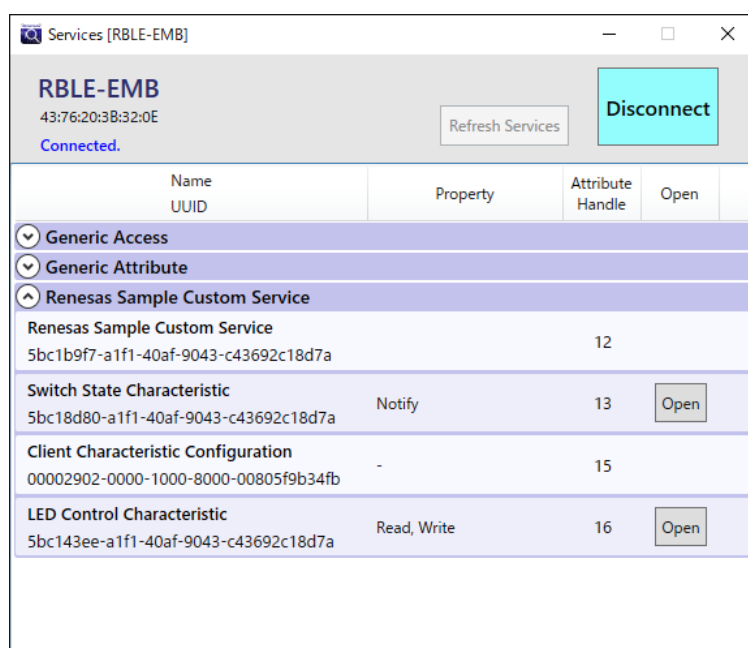 Services [RBLE-EMB]
RBLE-EMB
43:76:20:3B:32:0E
Connected.
Refresh Services
Disconnect
Name
UUID
Property
Attribute
Handle
Open
Generic Access
Generic Attribute
Renesas Sample Custom Service
Renesas Sample Custom Service
5bc1b9f7-a1f1-40af-9043-c43692c18d7a
12
Switch State Characteristic
5bc18d80-a1f1-40af-9043-c43692c18d7a
Notify
13
Open
Client Characteristic Configuration
00002902-0000-1000-8000-00805f9b34fb
-
15
LED Control Characteristic
5bc143ee-a1f1-40af-9043-c43692c18d7a
Read, Write
16
Open